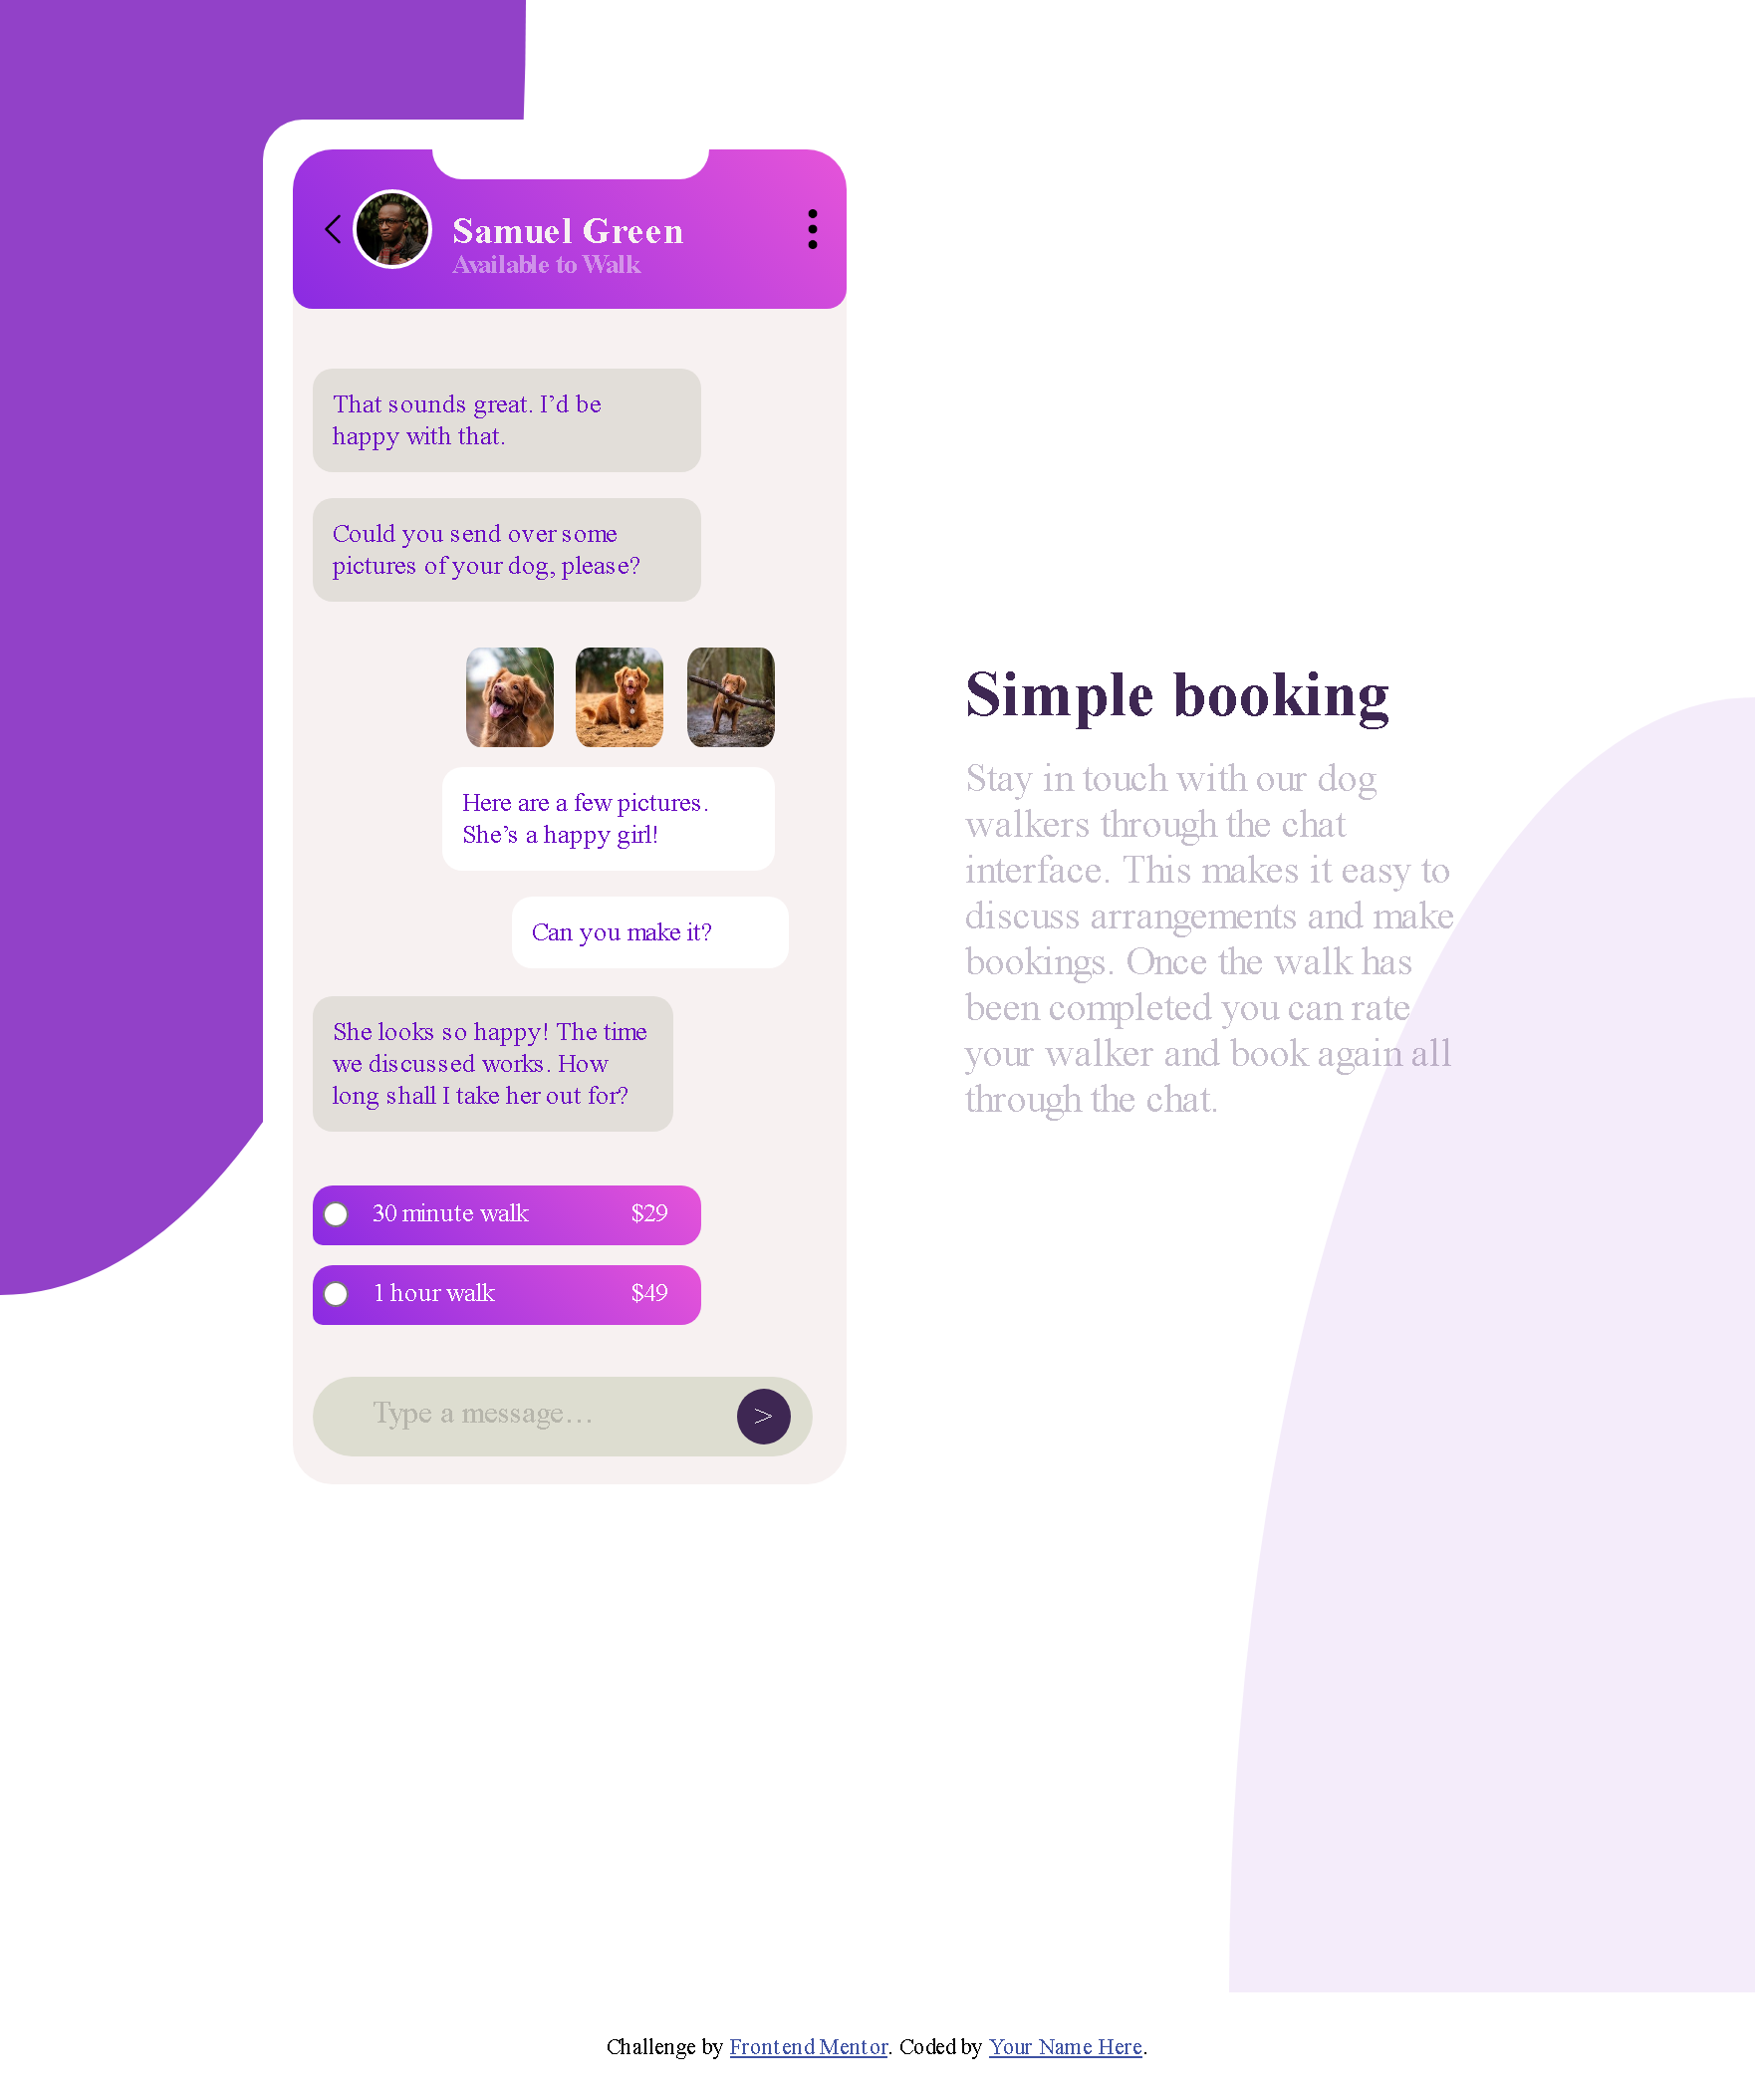 Samuel Green
Available to Walk
That sounds great. I’d be
happy with that.
Could you send over some
pictures of your dog, please?
Here are a few pictures.
She’s a happy girl!
Can you make it?
She looks so happy! The time
we discussed works. How
long shall I take her out for?
30 minute walk $29
1 hour walk $49
Type a message…
>
Simple booking
Stay in touch with our dog
walkers through the chat
interface. This makes it easy to
discuss arrangements and make
bookings. Once the walk has
been completed you can rate
your walker and book again all
through the chat.
Challenge by Frontend Mentor. Coded by Your Name Here.